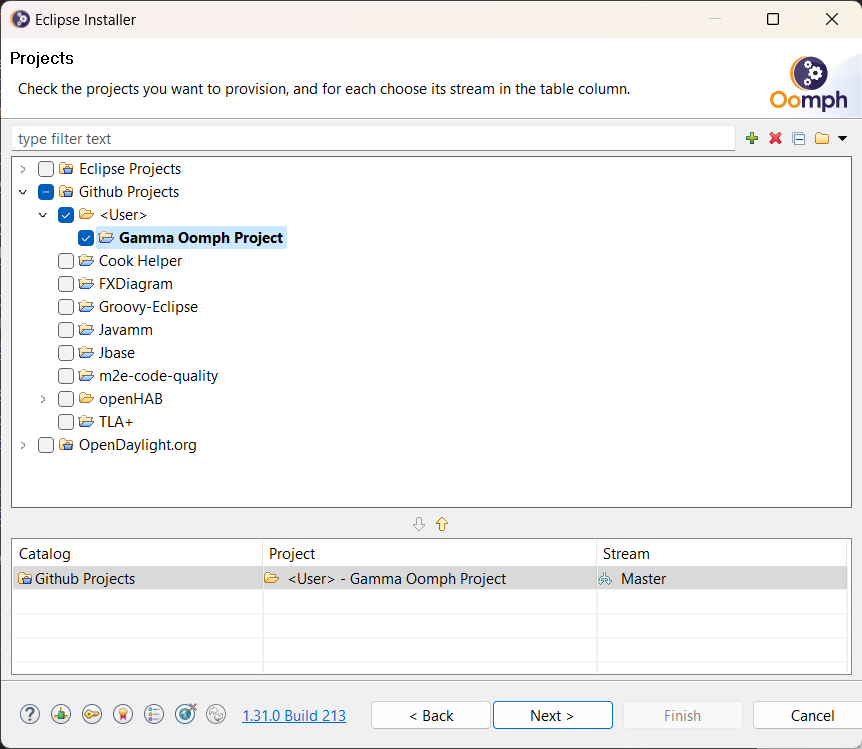 Eclipse Installer
Projects
Check the projects you want to provision, and for each choose its stream in the table column.
Oomph
type filter text
Eclipse Projects
Github Projects
<User>
Gamma Oomph Project
Cook Helper
FXDiagram
Groovy-Eclipse
Javamm
Jbase
m2e-code-quality
openHAB
TLA+
OpenDaylight.org
Catalog Project Stream
Github Projects <User> - Gamma Oomph Project Master
1.31.0 Build 213 < Back Next > Finish Cancel